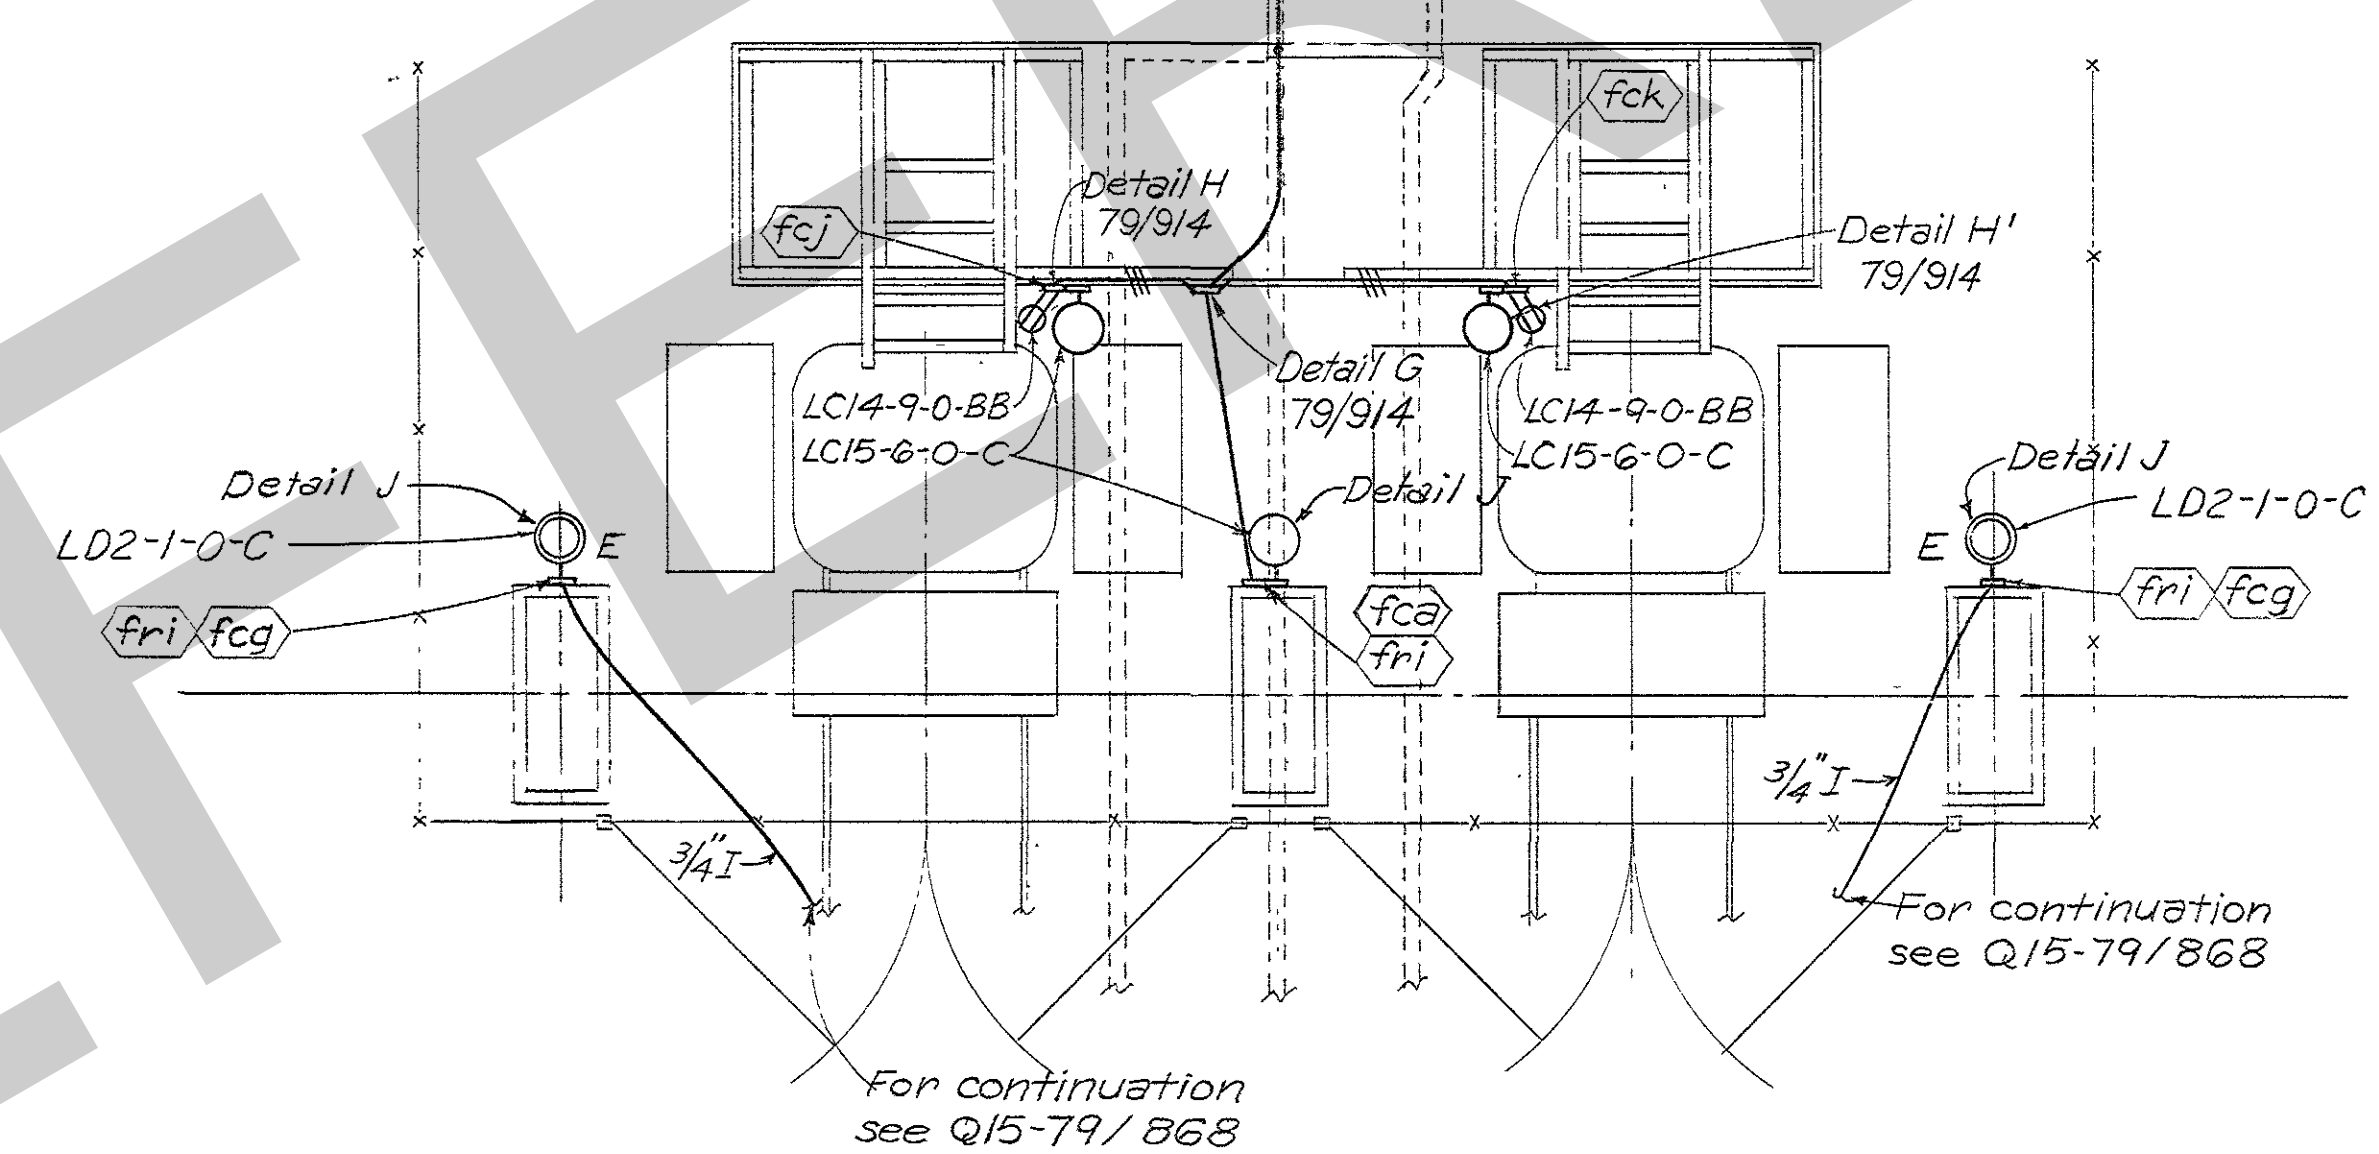 fck
Detail H
79/914
fcj
Detail H'
79/914
Detail G
79/914
LC14-9-0-BB
LC15-6-0-C
LC14-9-0-BB
LC15-6-0-C
Detail J
LD2-1-0-C
E
Detail J
Detail J
LD2-1-0-C
E
fri fcg
fca
fri
fri fcg
3/4" I
3/4" I
For continuation
see Q15-79/868
For continuation
see Q15-79/868